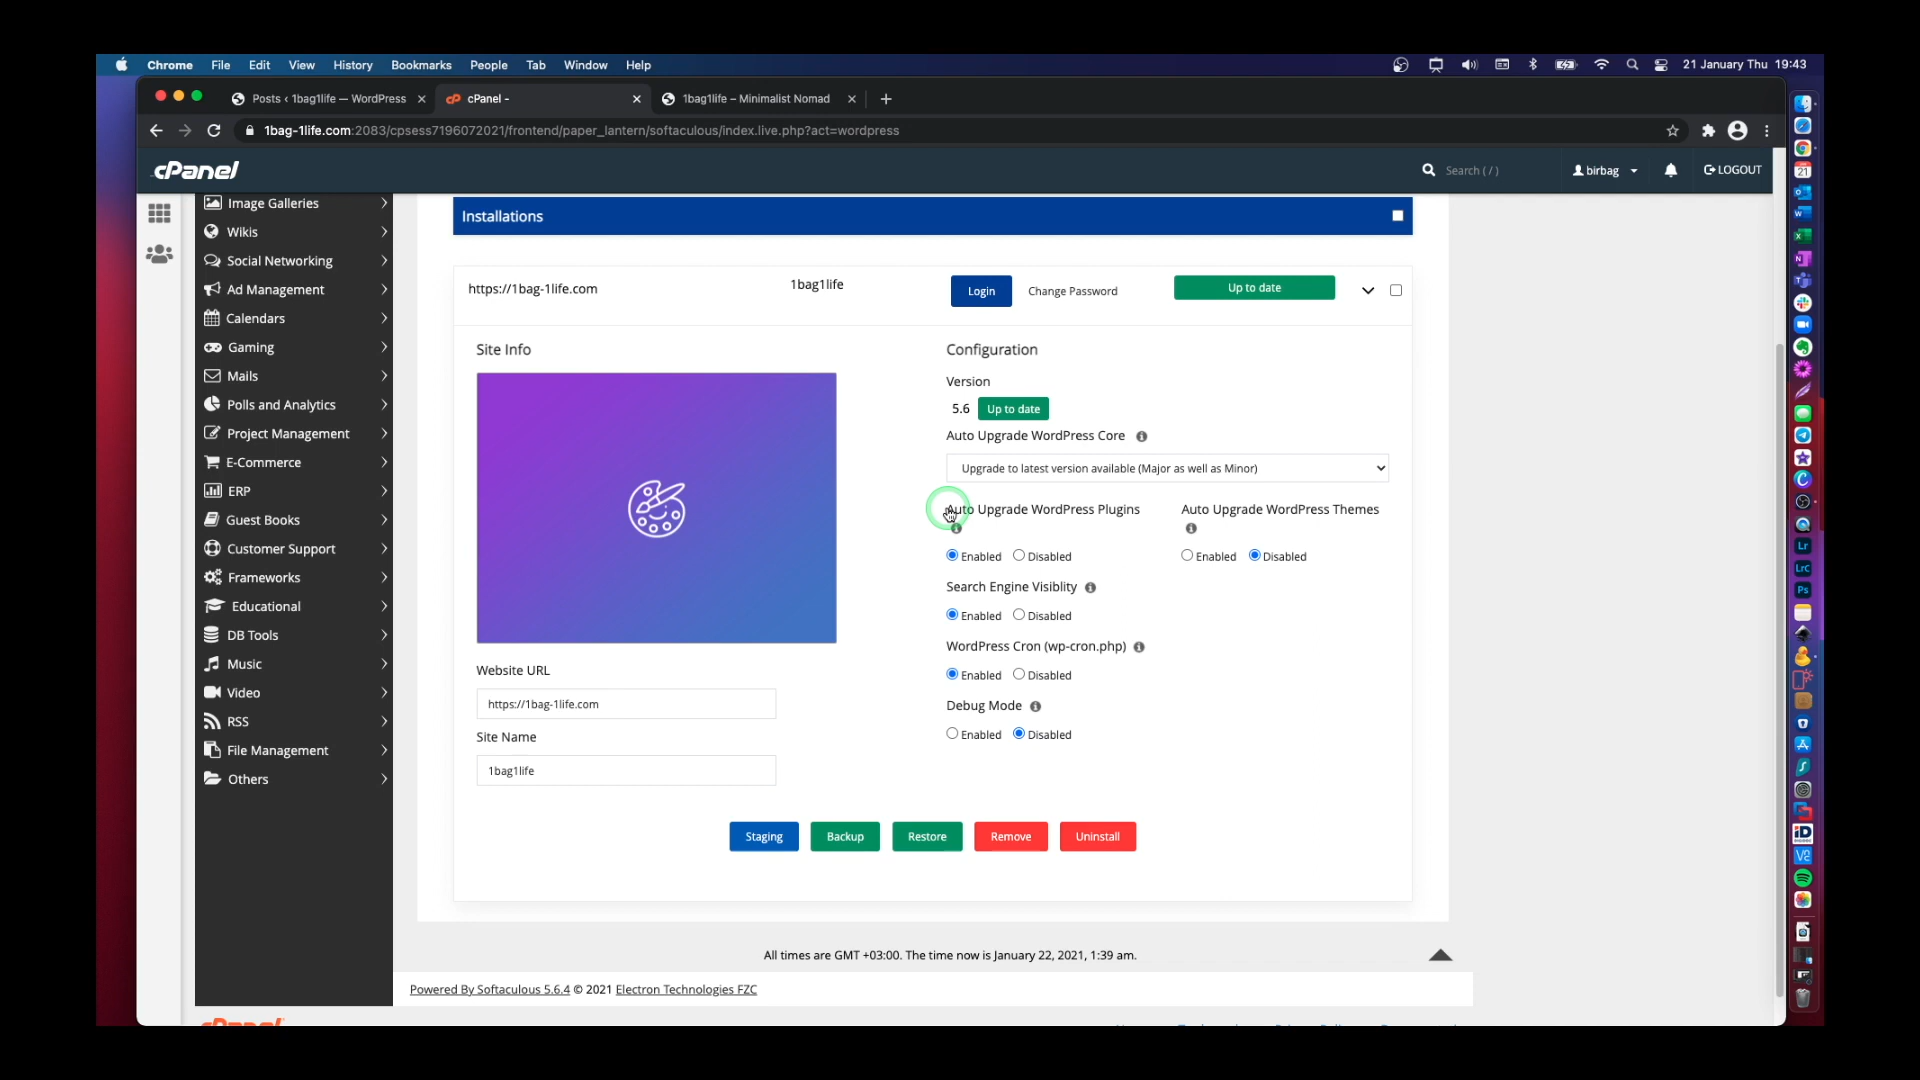 Chrome File Edit View History Bookmarks People Tab Window Help 21 January Thu 19:43
Posts ‹ 1bag1life — WordPress cPanel - 1bag1life – Minimalist Nomad
1bag-1life.com:2083/cpsess7196072021/frontend/paper_lantern/softaculous/index.live.php?act=wordpress
cPanel Search ( / ) birbag LOGOUT
Image Galleries
Wikis
Social Networking
Ad Management
Calendars
Gaming
Mails
Polls and Analytics
Project Management
E-Commerce
ERP
Guest Books
Customer Support
Frameworks
Educational
DB Tools
Music
Video
RSS
File Management
Others
Installations
https://1bag-1life.com 1bag1life Login Change Password Up to date
Site Info
Website URL
https://1bag-1life.com
Site Name
1bag1life
Configuration
Version
5.6 Up to date
Auto Upgrade WordPress Core
Upgrade to latest version available (Major as well as Minor)
Auto Upgrade WordPress Plugins Auto Upgrade WordPress Themes
Enabled Disabled Enabled Disabled
Search Engine Visiblity
Enabled Disabled
WordPress Cron (wp-cron.php)
Enabled Disabled
Debug Mode
Enabled Disabled
Staging Backup Restore Remove Uninstall
All times are GMT +03:00. The time now is January 22, 2021, 1:39 am.
Powered By Softaculous 5.6.4 © 2021 Electron Technologies FZC